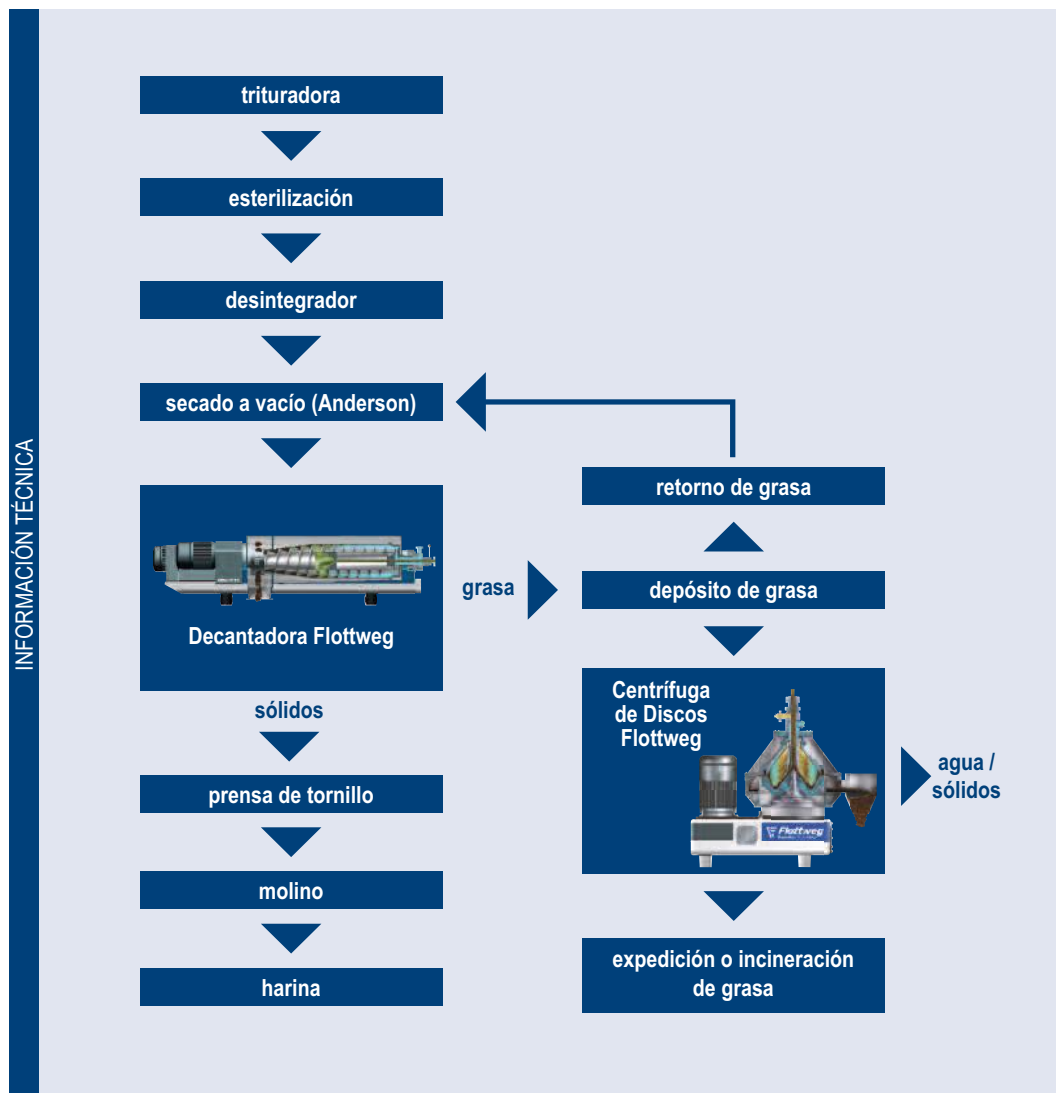 INFORMACIÓN TÉCNICA
trituradora
esterilización
desintegrador
secado a vacío (Anderson)
Decantadora Flottweg
sólidos
prensa de tornillo
molino
harina
grasa
retorno de grasa
depósito de grasa
Centrífuga
de Discos
Flottweg
Flottweg
agua /
sólidos
expedición o incineración
de grasa